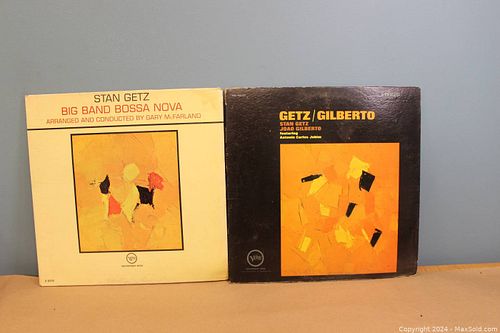 STAN GETZ
BIG BAND BOSSA NOVA
ARRANGED AND CONDUCTED BY GARY McFARLAND
GETZ/GILBERTO
STAN GETZ
JOAO GILBERTO
featuring
Antonio Carlos Jobim
Verve
Verve
Copyright 2024 - MaxSold.com